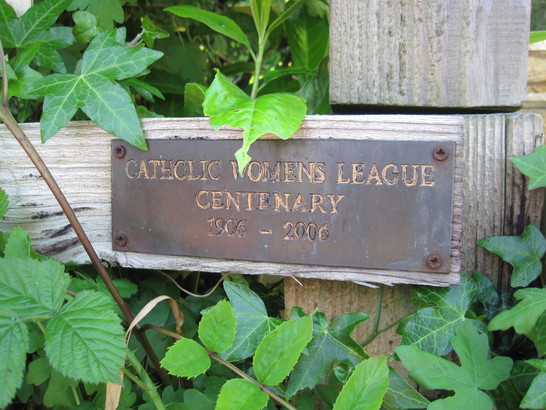 CATHOLIC WOMENS LEAGUE
CENTENARY
1906 - 2006